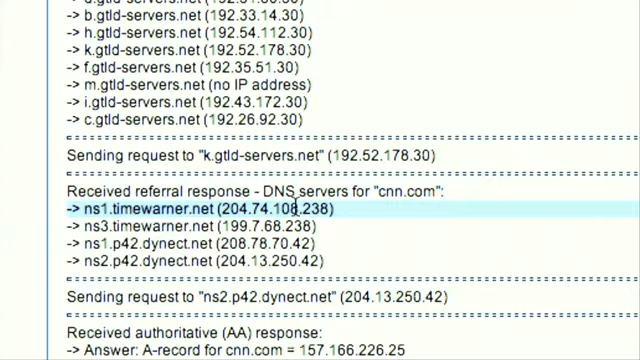 -> b.gtld-servers.net (192.33.14.30)
-> h.gtld-servers.net (192.54.112.30)
-> k.gtld-servers.net (192.52.178.30)
-> f.gtld-servers.net (192.35.51.30)
-> m.gtld-servers.net (no IP address)
-> i.gtld-servers.net (192.43.172.30)
-> c.gtld-servers.net (192.26.92.30)
Sending request to "k.gtld-servers.net" (192.52.178.30)
Received referral response - DNS servers for "cnn.com":
-> ns1.timewarner.net (204.74.108.238)
-> ns3.timewarner.net (199.7.68.238)
-> ns1.p42.dynect.net (208.78.70.42)
-> ns2.p42.dynect.net (204.13.250.42)
Sending request to "ns2.p42.dynect.net" (204.13.250.42)
Received authoritative (AA) response:
-> Answer: A-record for cnn.com = 157.166.226.25